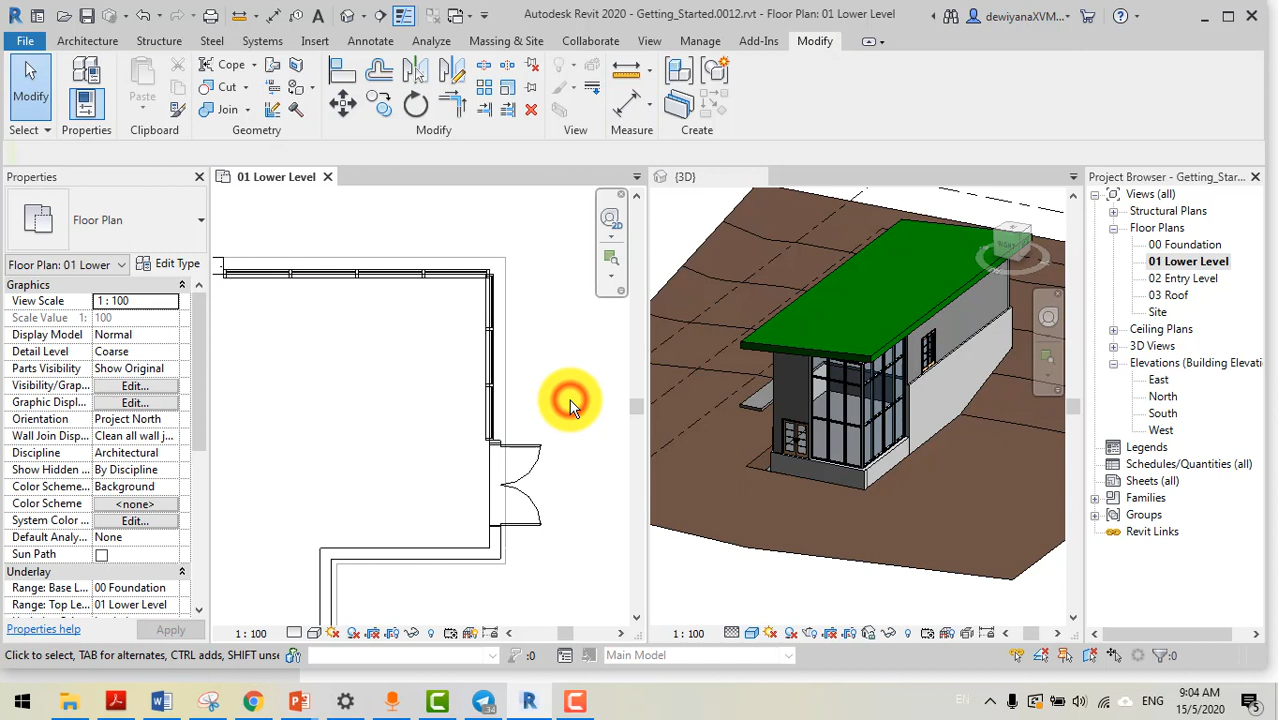 Autodesk Revit 2020 - Getting_Started.0012.rvt - Floor Plan: 01 Lower Level
dewiyanaXVM...
File Architecture Structure Steel Systems Insert Annotate Analyze Massing & Site Collaborate View Manage Add-Ins Modify
Modify
Paste
Cope
Cut
Join
Select Properties Clipboard Geometry Modify View Measure Create
Properties
01 Lower Level
{3D}
Project Browser - Getting_Star...
Floor Plan
Floor Plan: 01 Lower
Edit Type
Graphics
View Scale 1 : 100
Scale Value 1: 100
Display Model Normal
Detail Level Coarse
Parts Visibility Show Original
Visibility/Grap... Edit...
Graphic Displ... Edit...
Orientation Project North
Wall Join Disp... Clean all wall j...
Discipline Architectural
Show Hidden ... By Discipline
Color Scheme ... Background
Color Scheme <none>
System Color ... Edit...
Default Analy... None
Sun Path
Underlay
Range: Base L... 00 Foundation
Range: Top Le... 01 Lower Level
Properties help
Apply
2D
Views (all)
Structural Plans
Floor Plans
00 Foundation
01 Lower Level
02 Entry Level
03 Roof
Site
Ceiling Plans
3D Views
Elevations (Building Elevati
East
North
South
West
Legends
Schedules/Quantities (all)
Sheets (all)
Families
Groups
Revit Links
1 : 100
1 : 100
Click to select, TAB for alternates, CTRL adds, SHIFT unse
:0
Main Model
:0
34
EN
ENG
9:04 AM
15/5/2020
5